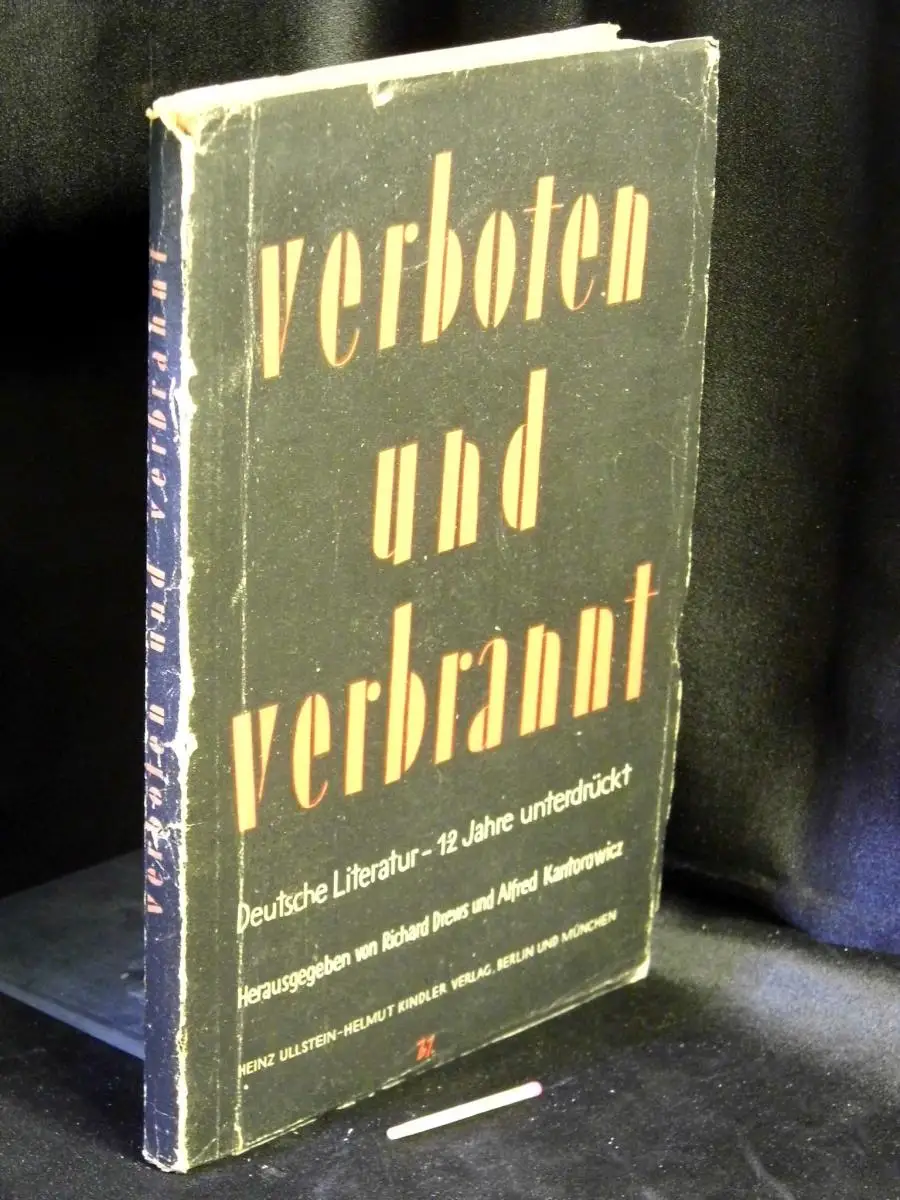 verboten
und
verbrannt
Deutsche Literatur – 12 Jahre unterdrückt
Herausgegeben von Richard Drews und Alfred Kantorowicz
HEINZ ULLSTEIN–HELMUT KINDLER VERLAG, BERLIN UND MÜNCHEN
verboten und verbrannt